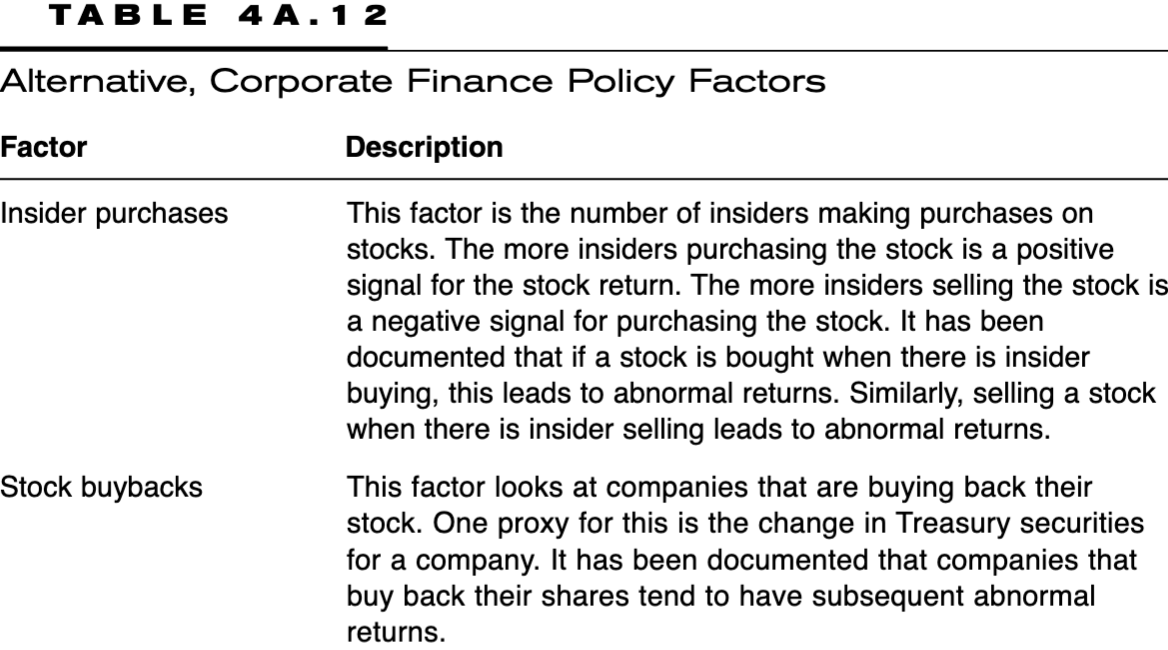 TABLE 4A.12
Alternative, Corporate Finance Policy Factors
Factor Description
Insider purchases This factor is the number of insiders making purchases on
stocks. The more insiders purchasing the stock is a positive
signal for the stock return. The more insiders selling the stock is
a negative signal for purchasing the stock. It has been
documented that if a stock is bought when there is insider
buying, this leads to abnormal returns. Similarly, selling a stock
when there is insider selling leads to abnormal returns.
Stock buybacks This factor looks at companies that are buying back their
stock. One proxy for this is the change in Treasury securities
for a company. It has been documented that companies that
buy back their shares tend to have subsequent abnormal
returns.